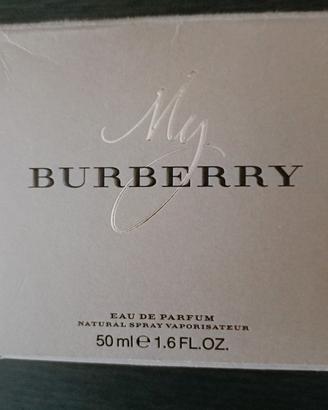 My
BURBERRY
EAU DE PARFUM
NATURAL SPRAY VAPORISATEUR
50 ml ℮ 1.6 FL.OZ.